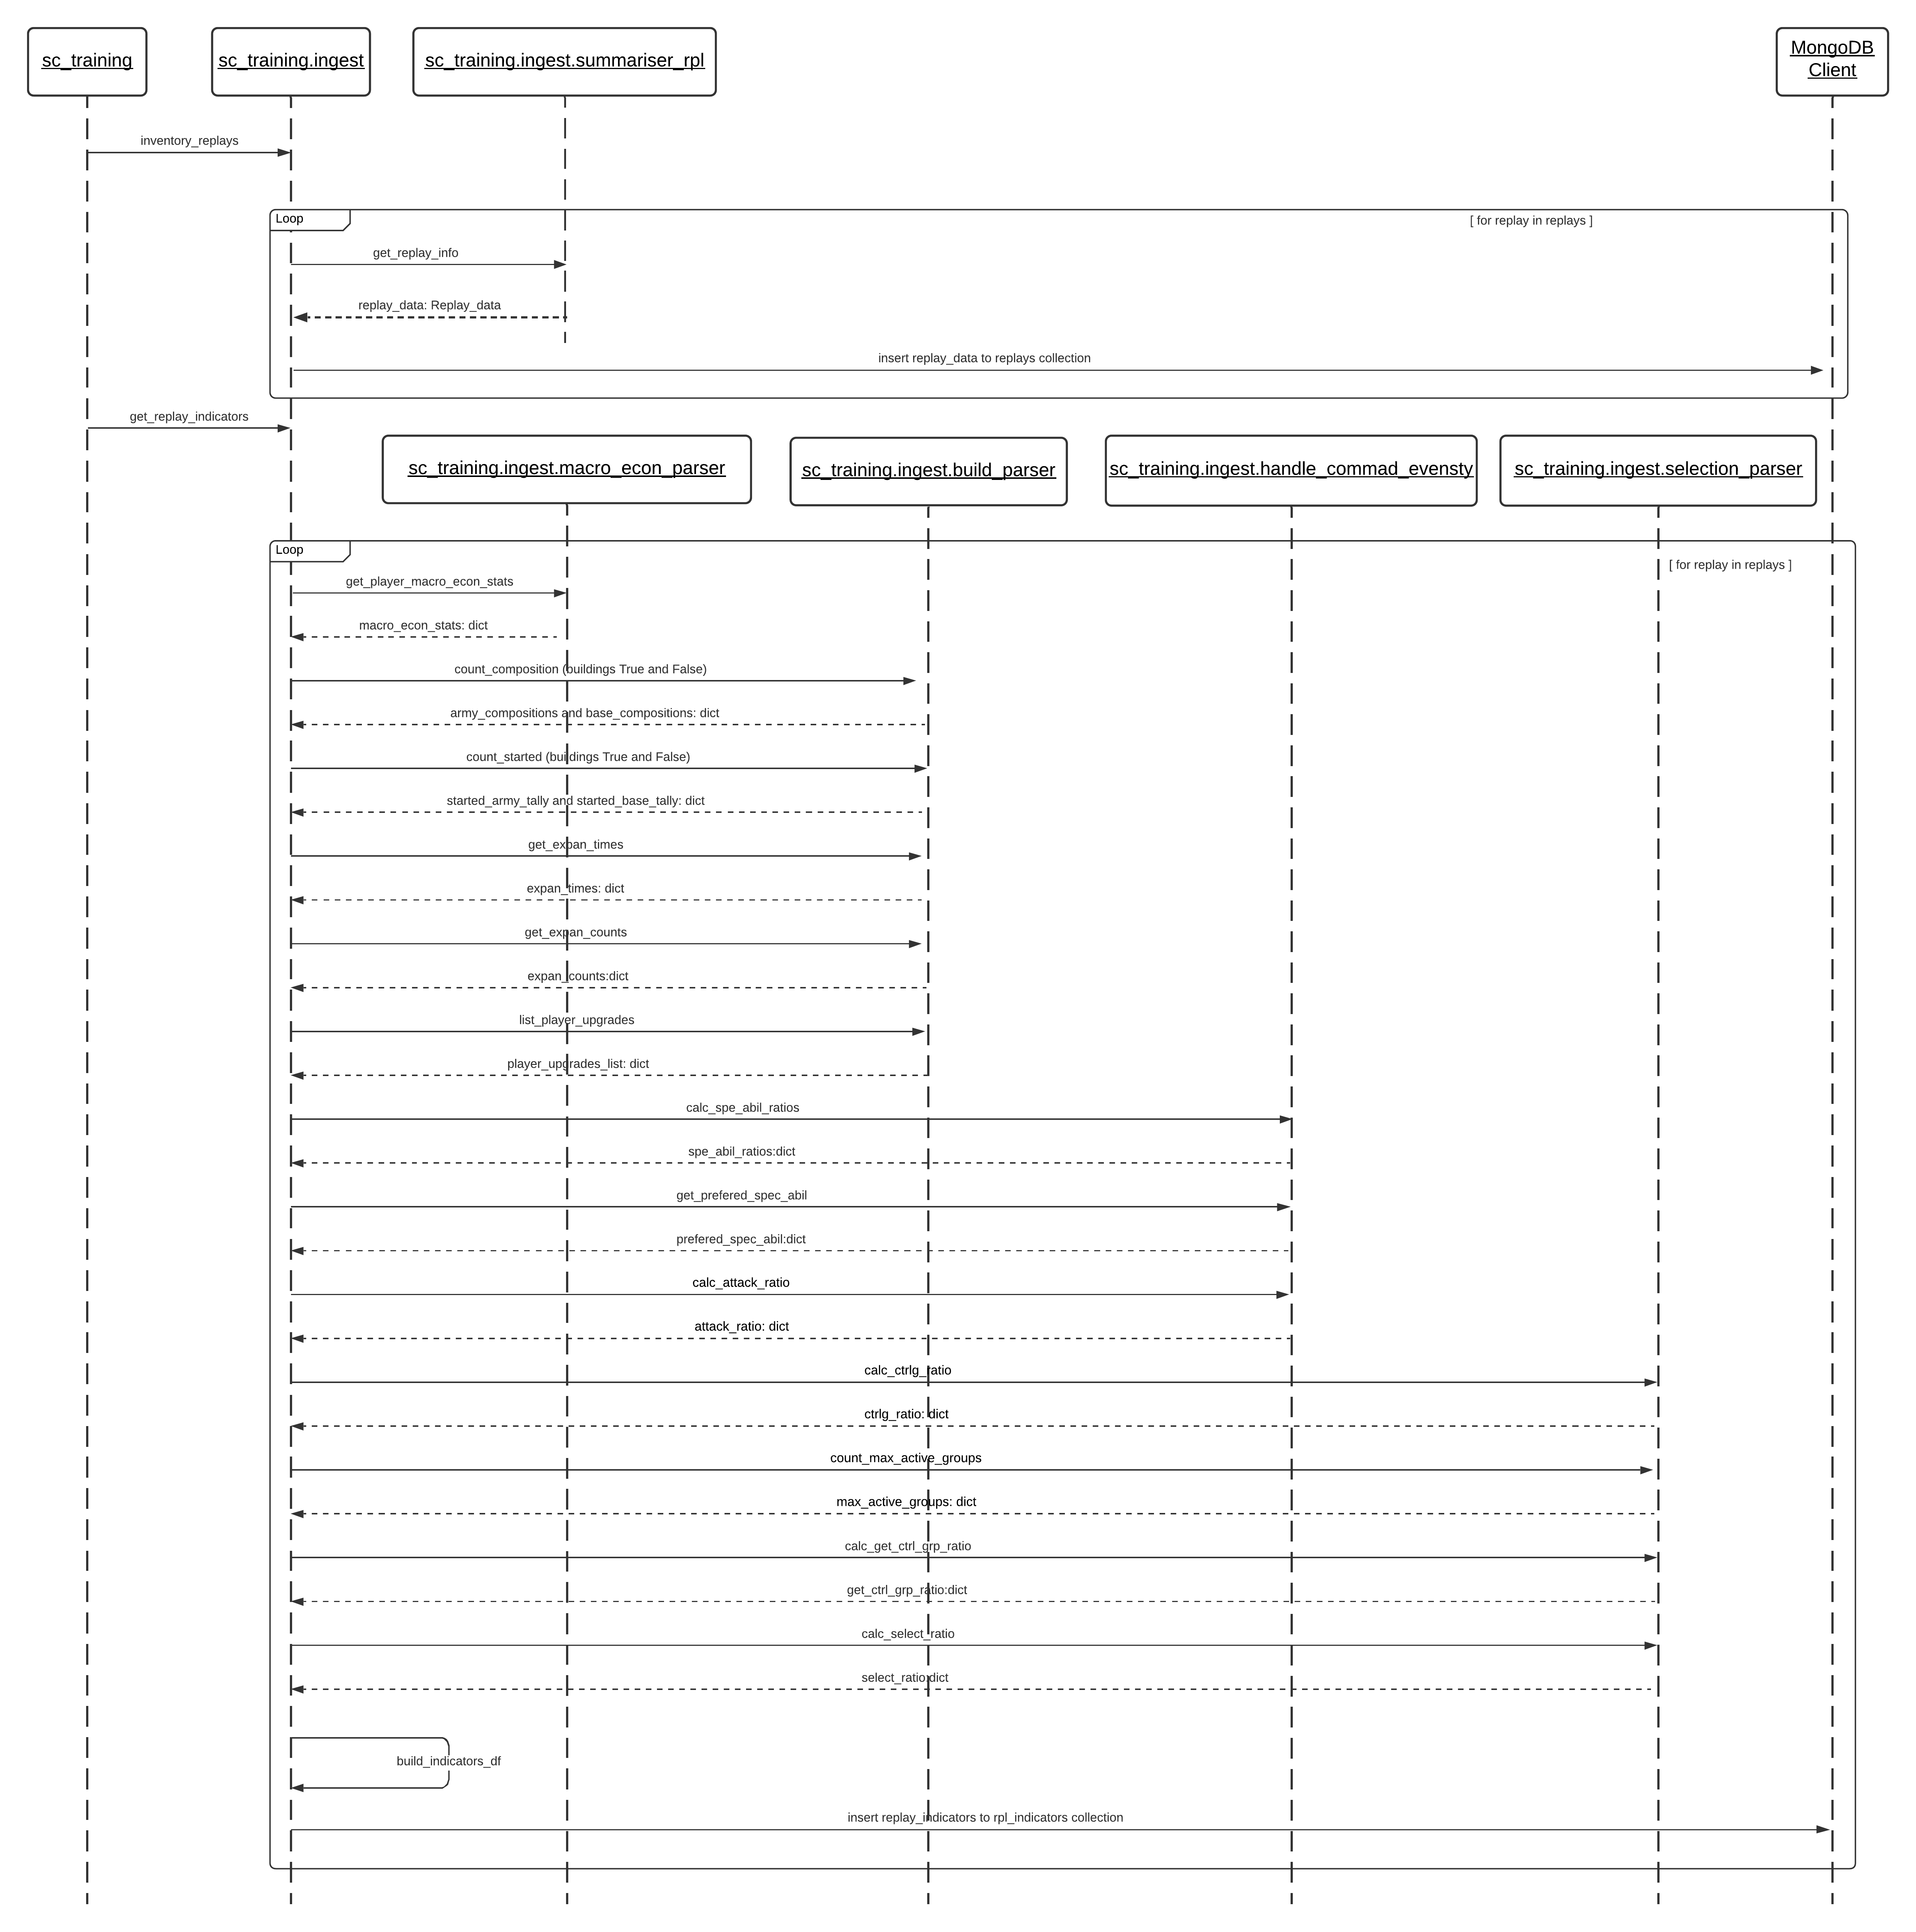 sc_training
sc_training.ingest
sc_training.ingest.summariser_rpl
MongoDB
Client
inventory_replays
Loop
[ for replay in replays ]
get_replay_info
replay_data: Replay_data
insert replay_data to replays collection
get_replay_indicators
sc_training.ingest.macro_econ_parser
sc_training.ingest.build_parser
sc_training.ingest.handle_commad_evensty
sc_training.ingest.selection_parser
Loop
[ for replay in replays ]
get_player_macro_econ_stats
macro_econ_stats: dict
count_composition (buildings True and False)
army_compositions and base_compositions: dict
count_started (buildings True and False)
started_army_tally and started_base_tally: dict
get_expan_times
expan_times: dict
get_expan_counts
expan_counts:dict
list_player_upgrades
player_upgrades_list: dict
calc_spe_abil_ratios
spe_abil_ratios:dict
get_prefered_spec_abil
prefered_spec_abil:dict
calc_attack_ratio
attack_ratio: dict
calc_ctrlg_ratio
ctrlg_ratio: dict
count_max_active_groups
max_active_groups: dict
calc_get_ctrl_grp_ratio
get_ctrl_grp_ratio:dict
calc_select_ratio
select_ratio:dict
build_indicators_df
insert replay_indicators to rpl_indicators collection